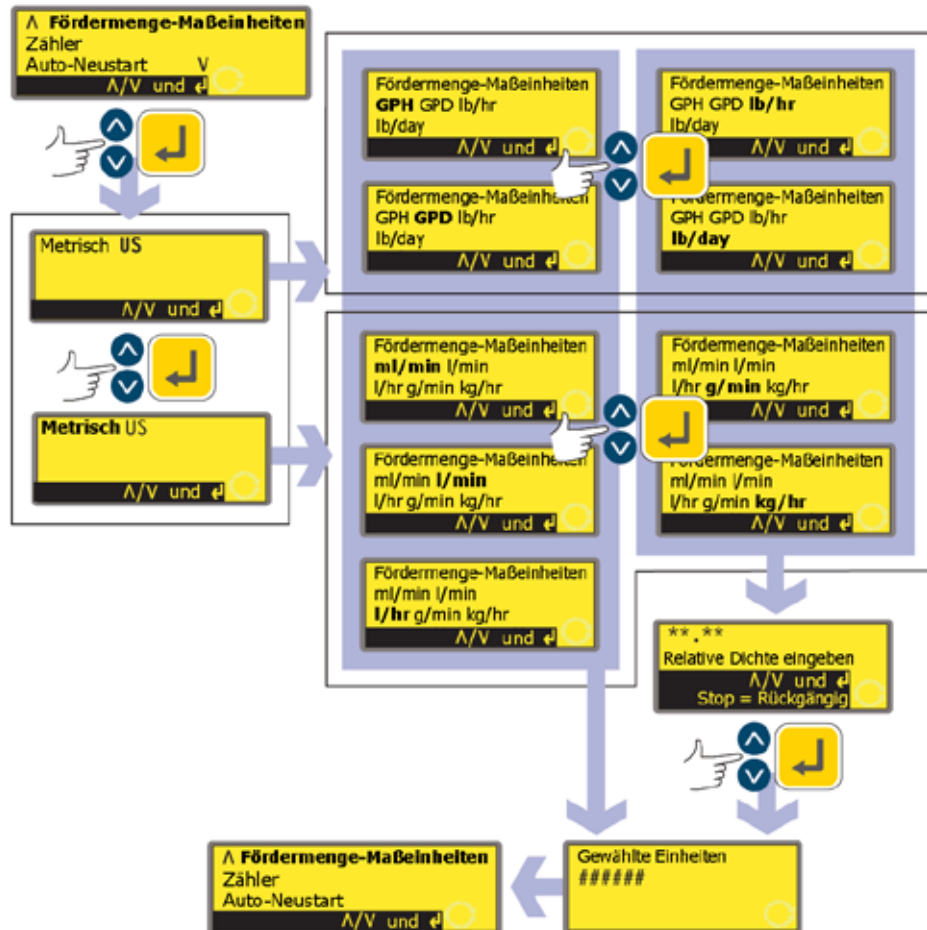 Λ Fördermenge-Maßeinheiten
Zähler
Auto-Neustart V
Λ/V und ↲
Metrisch US
Λ/V und ↲
Metrisch US
Λ/V und ↲
Fördermenge-Maßeinheiten
GPH GPD lb/hr
lb/day
Λ/V und ↲
Fördermenge-Maßeinheiten
GPH GPD lb/hr
lb/day
Λ/V und ↲
Fördermenge-Maßeinheiten
GPH GPD lb/hr
lb/day
Λ/V und ↲
Fördermenge-Maßeinheiten
GPH GPD lb/hr
lb/day
Λ/V und ↲
Fördermenge-Maßeinheiten
ml/min l/min
l/hr g/min kg/hr
Λ/V und ↲
Fördermenge-Maßeinheiten
ml/min l/min
l/hr g/min kg/hr
Λ/V und ↲
Fördermenge-Maßeinheiten
ml/min l/min
l/hr g/min kg/hr
Λ/V und ↲
Fördermenge-Maßeinheiten
ml/min l/min
l/hr g/min kg/hr
Λ/V und ↲
Fördermenge-Maßeinheiten
ml/min l/min
l/hr g/min kg/hr
Λ/V und ↲
**.**
Relative Dichte eingeben
Λ/V und ↲
Stop = Rückgängig
Gewählte Einheiten
######
Λ Fördermenge-Maßeinheiten
Zähler
Auto-Neustart
Λ/V und ↲